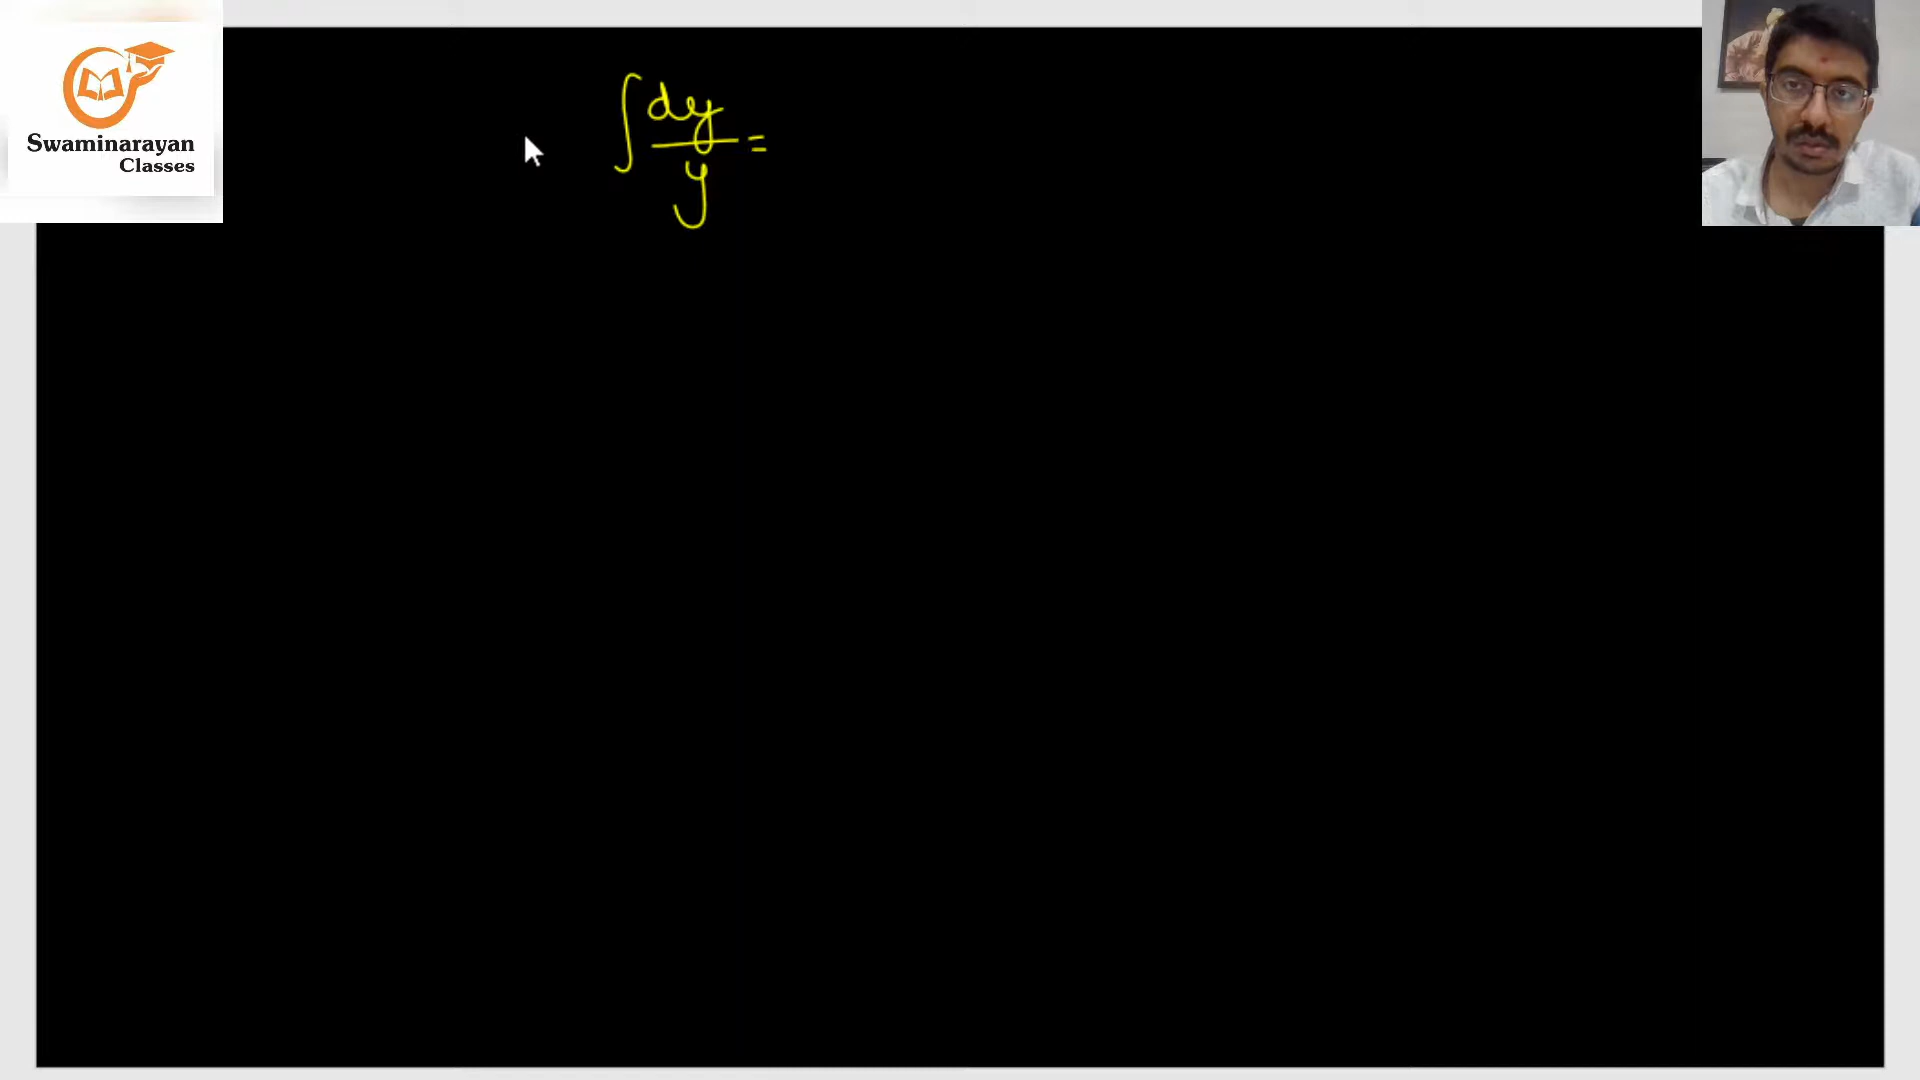 Swaminarayan
Classes
∫ dy/y =